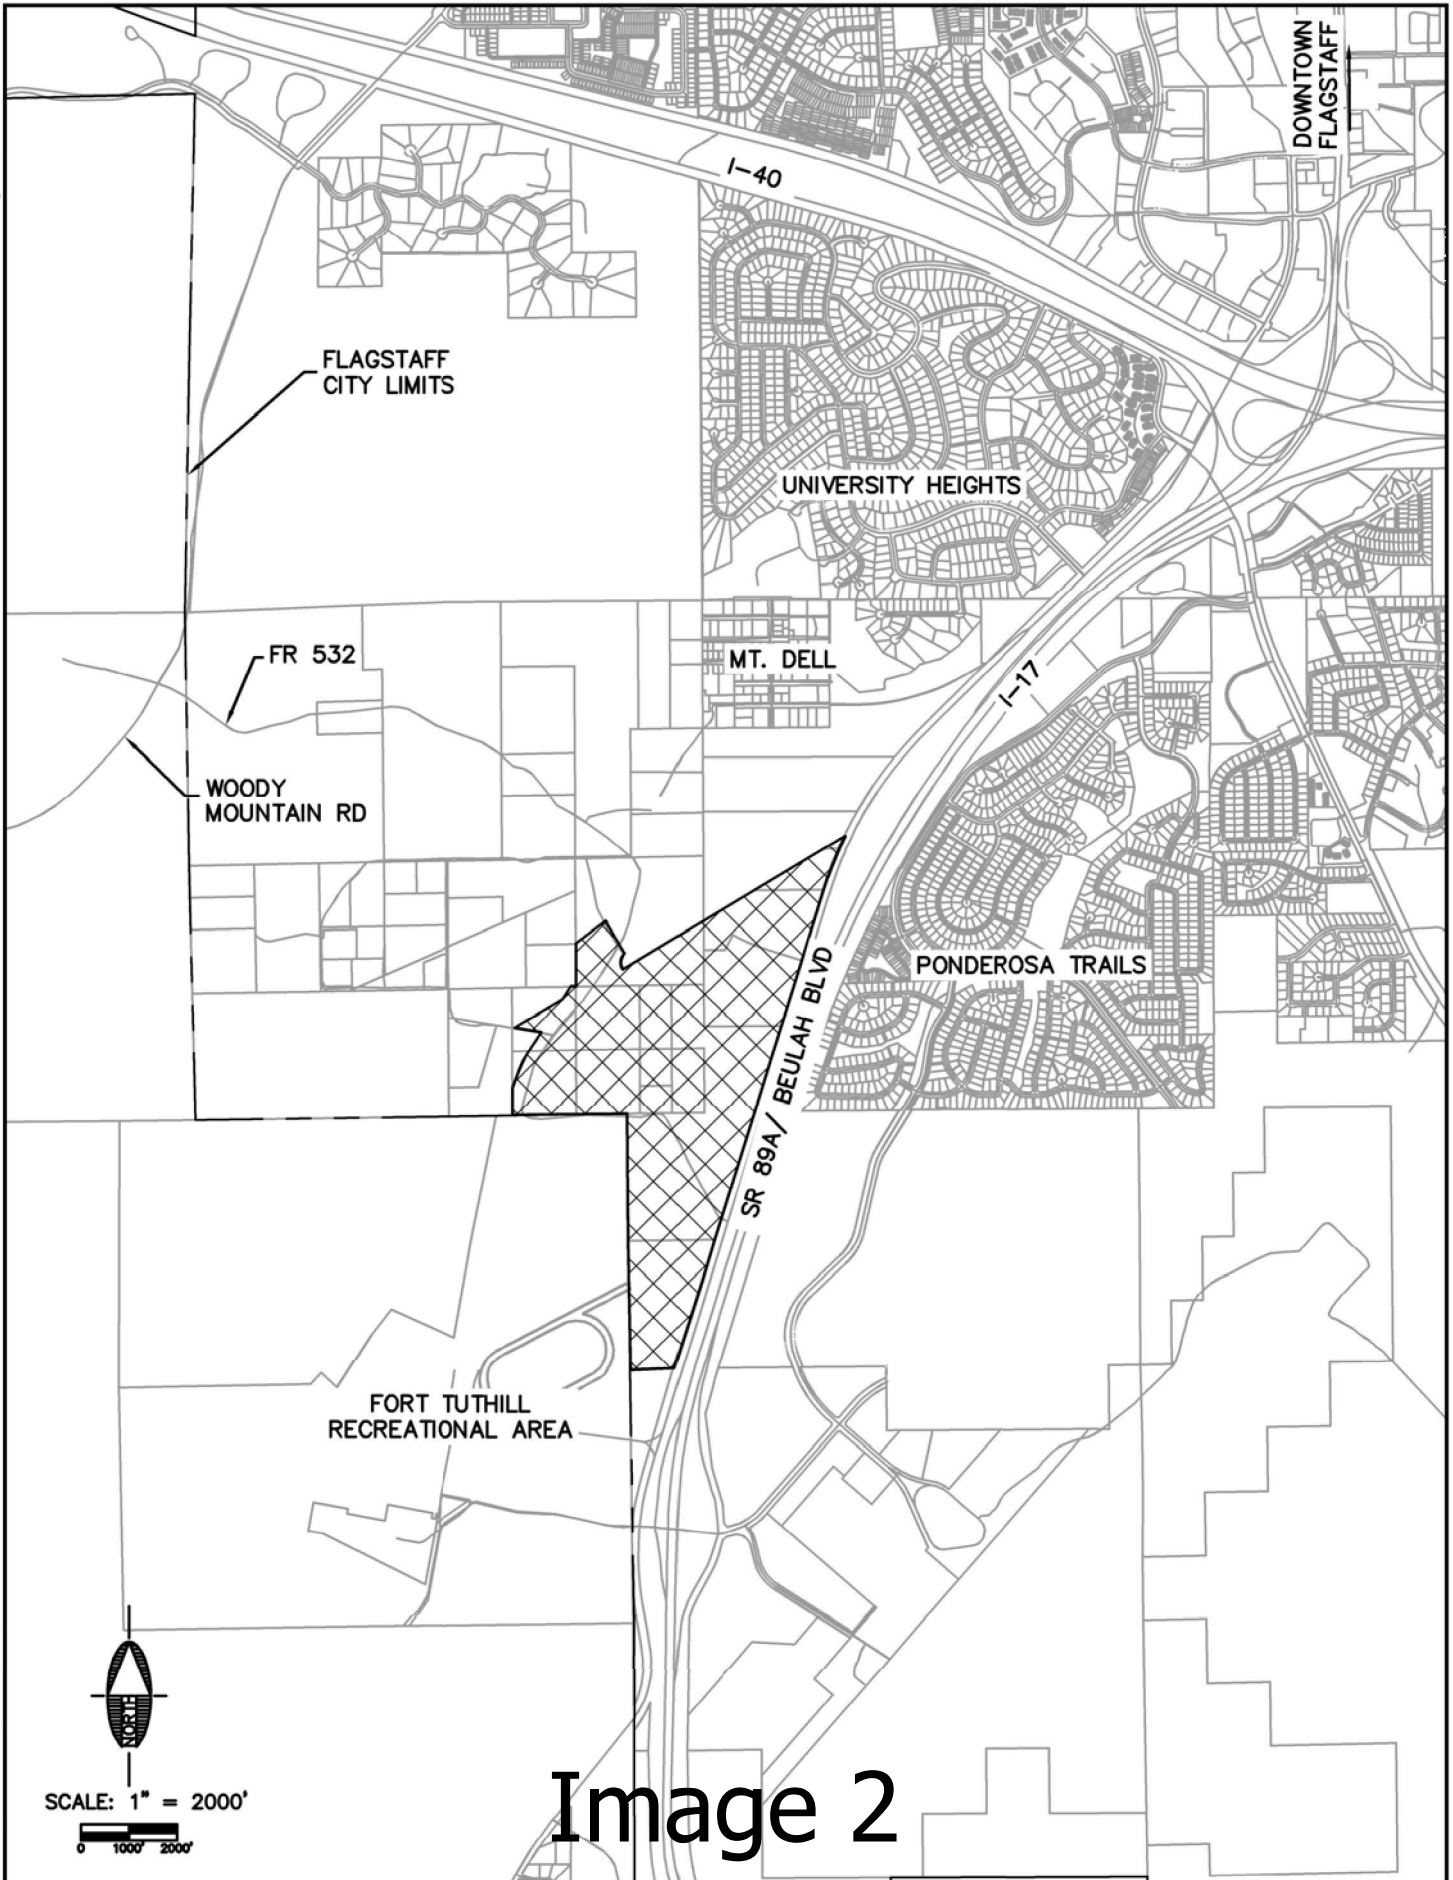 DOWNTOWN
FLAGSTAFF
I-40
FLAGSTAFF
CITY LIMITS
UNIVERSITY HEIGHTS
FR 532
MT. DELL
I-17
WOODY
MOUNTAIN RD
PONDEROSA TRAILS
SR 89A/ BEULAH BLVD
FORT TUTHILL
RECREATIONAL AREA
NORTH
SCALE: 1" = 2000'
0 1000' 2000'
Image 2